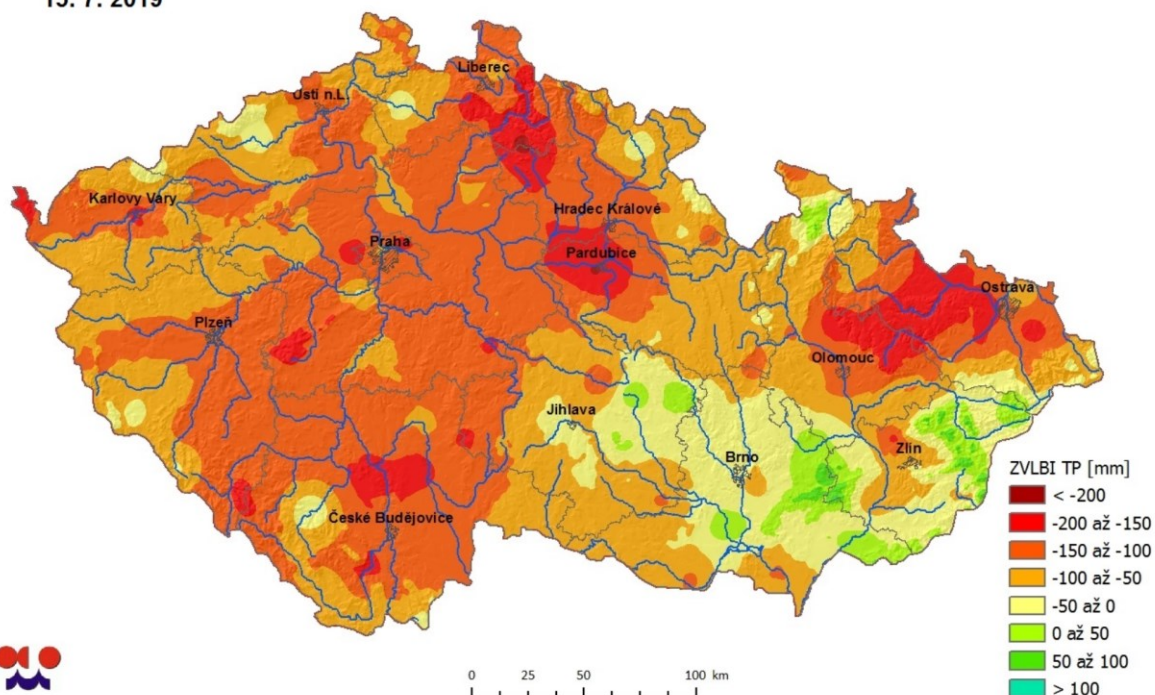 15. 7. 2019
Liberec
Ústí n.L.
Karlovy Vary
Hradec Králové
Praha
Pardubice
Ostrava
Plzeň
Olomouc
Jihlava
Brno
Zlín
České Budějovice
ZVLBI TP [mm]
< -200
-200 až -150
-150 až -100
-100 až -50
-50 až 0
0 až 50
50 až 100
> 100
0 25 50 100 km